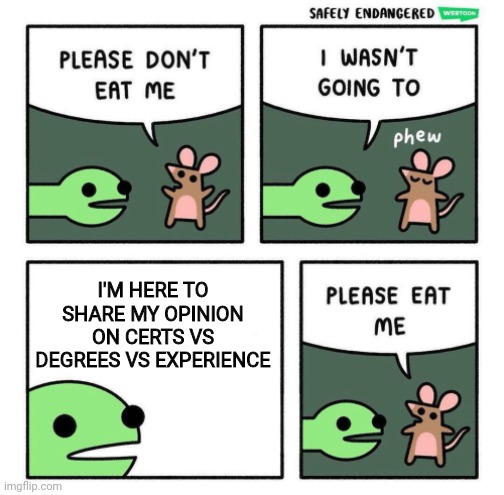 SAFELY ENDANGERED
WEBTOON
PLEASE DON'T
EAT ME
I WASN'T
GOING TO
phew
I'M HERE TO
SHARE MY OPINION
ON CERTS VS
DEGREES VS EXPERIENCE
PLEASE EAT
ME
imgflip.com